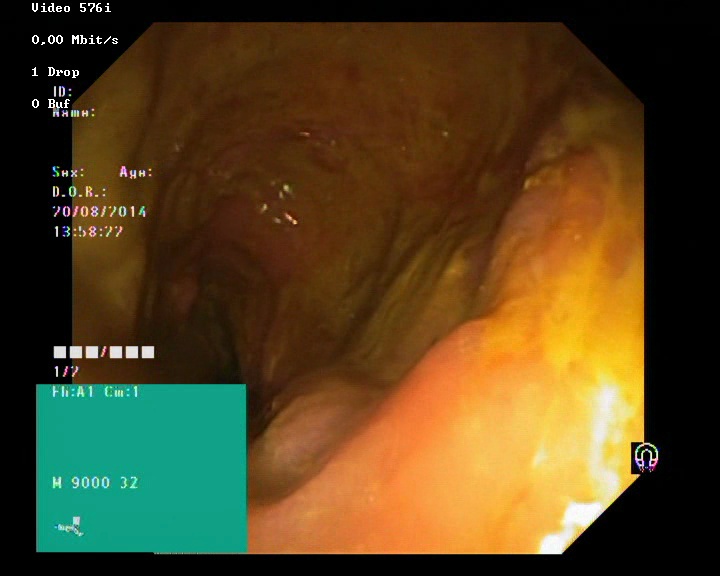 Video 576i
0,00 Mbit/s
1 Drop
ID:
0 Buf
Name:
Sex: Age:
D.O.B.:
20/08/2014
13:58:22
■■■/■■■
1/2
Eh:A1 Cm:1
M 9000 32